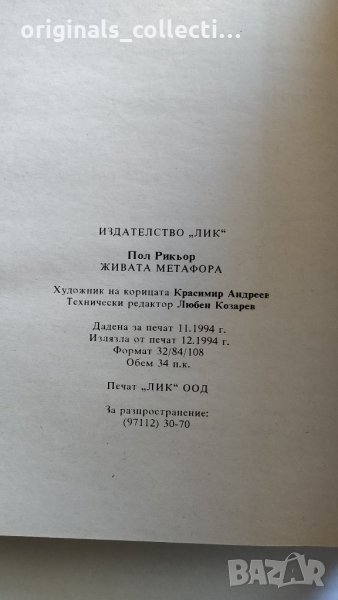 originals_collecti...
ИЗДАТЕЛСТВО „ЛИК“
Пол Рикьор
ЖИВАТА МЕТАФОРА
Художник на корицата Красимир Андреев
Технически редактор Любен Козарев
Дадена за печат 11.1994 г.
Излязла от печат 12.1994 г.
Формат 32/84/108
Обем 34 п.к.
Печат „ЛИК“ ООД
За разпространение:
(97112) 30-70
BAZAR